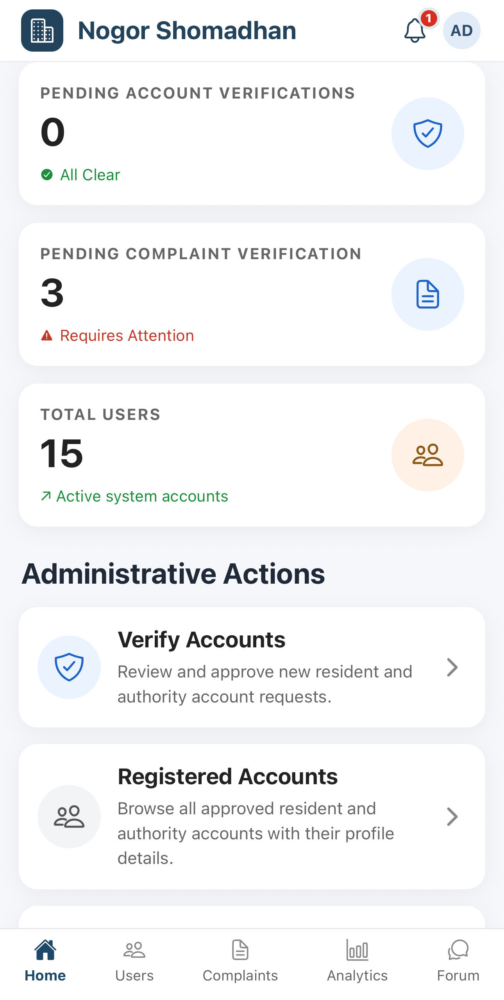 Nogor Shomadhan
1
AD
PENDING ACCOUNT VERIFICATIONS
0
All Clear
PENDING COMPLAINT VERIFICATION
3
Requires Attention
TOTAL USERS
15
Active system accounts
Administrative Actions
Verify Accounts
Review and approve new resident and
authority account requests.
Registered Accounts
Browse all approved resident and
authority accounts with their profile
details.
Home
Users
Complaints
Analytics
Forum